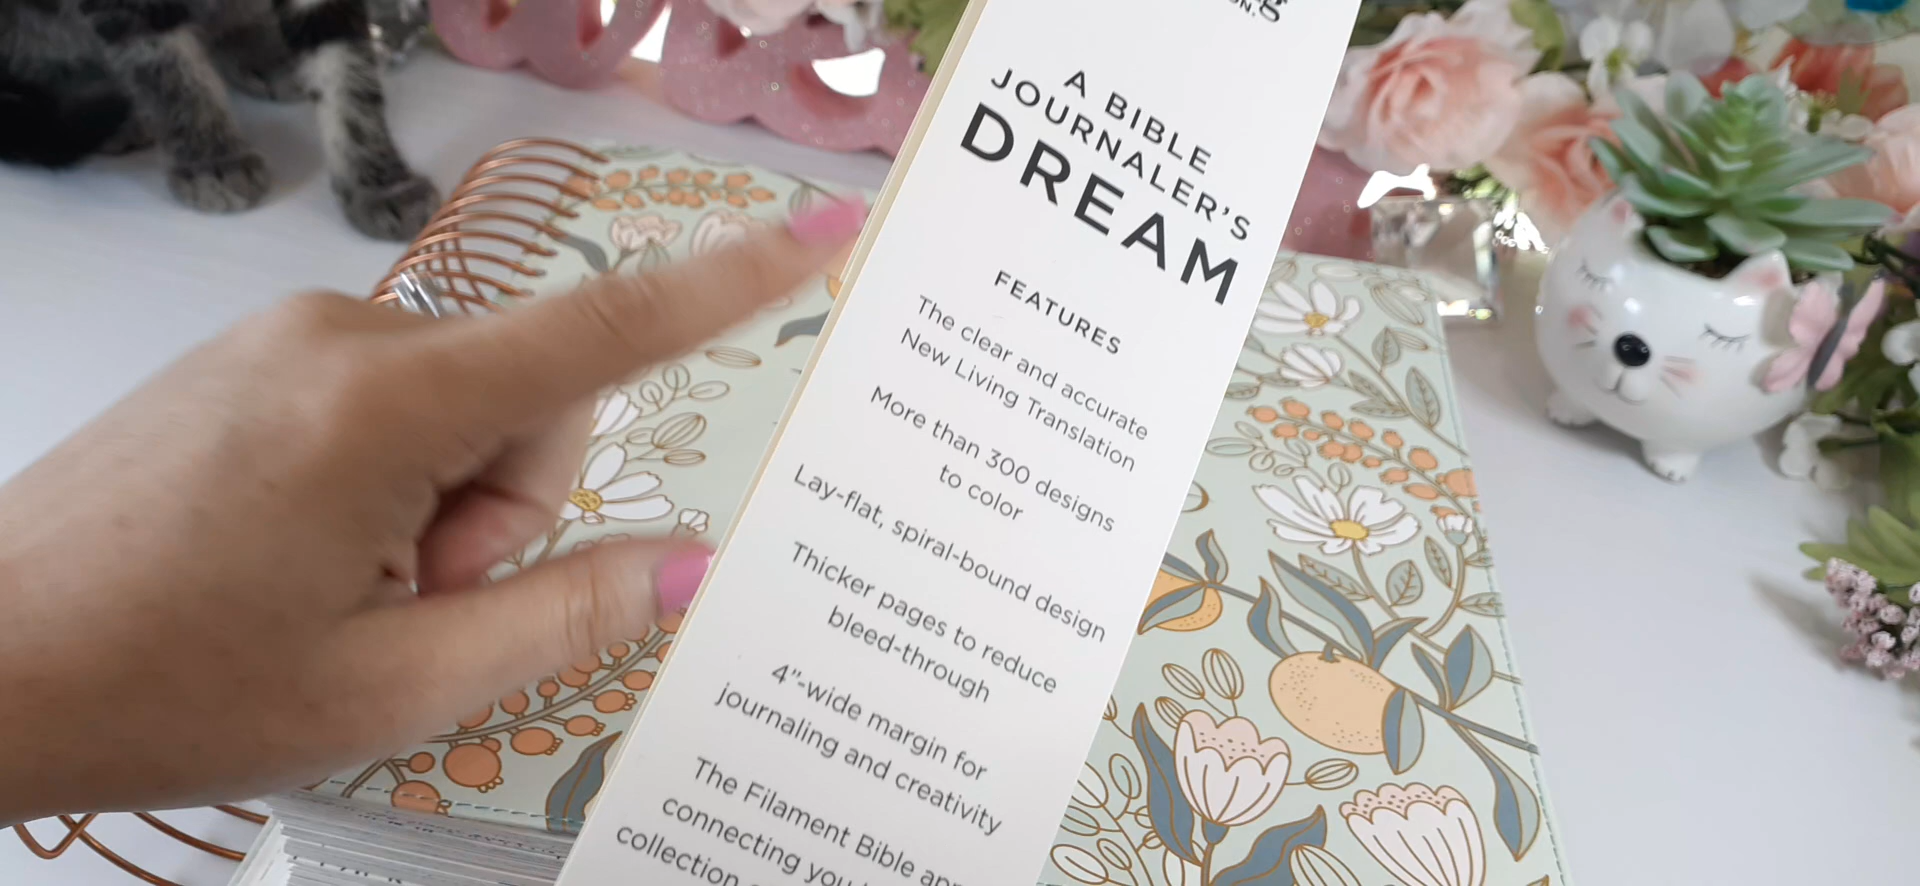 A BIBLE
JOURNALER'S
DREAM
FEATURES
The clear and accurate
New Living Translation
More than 300 designs
to color
Lay-flat, spiral-bound design
Thicker pages to reduce
bleed-through
4"-wide margin for
journaling and creativity
The Filament Bible
connecting
collection